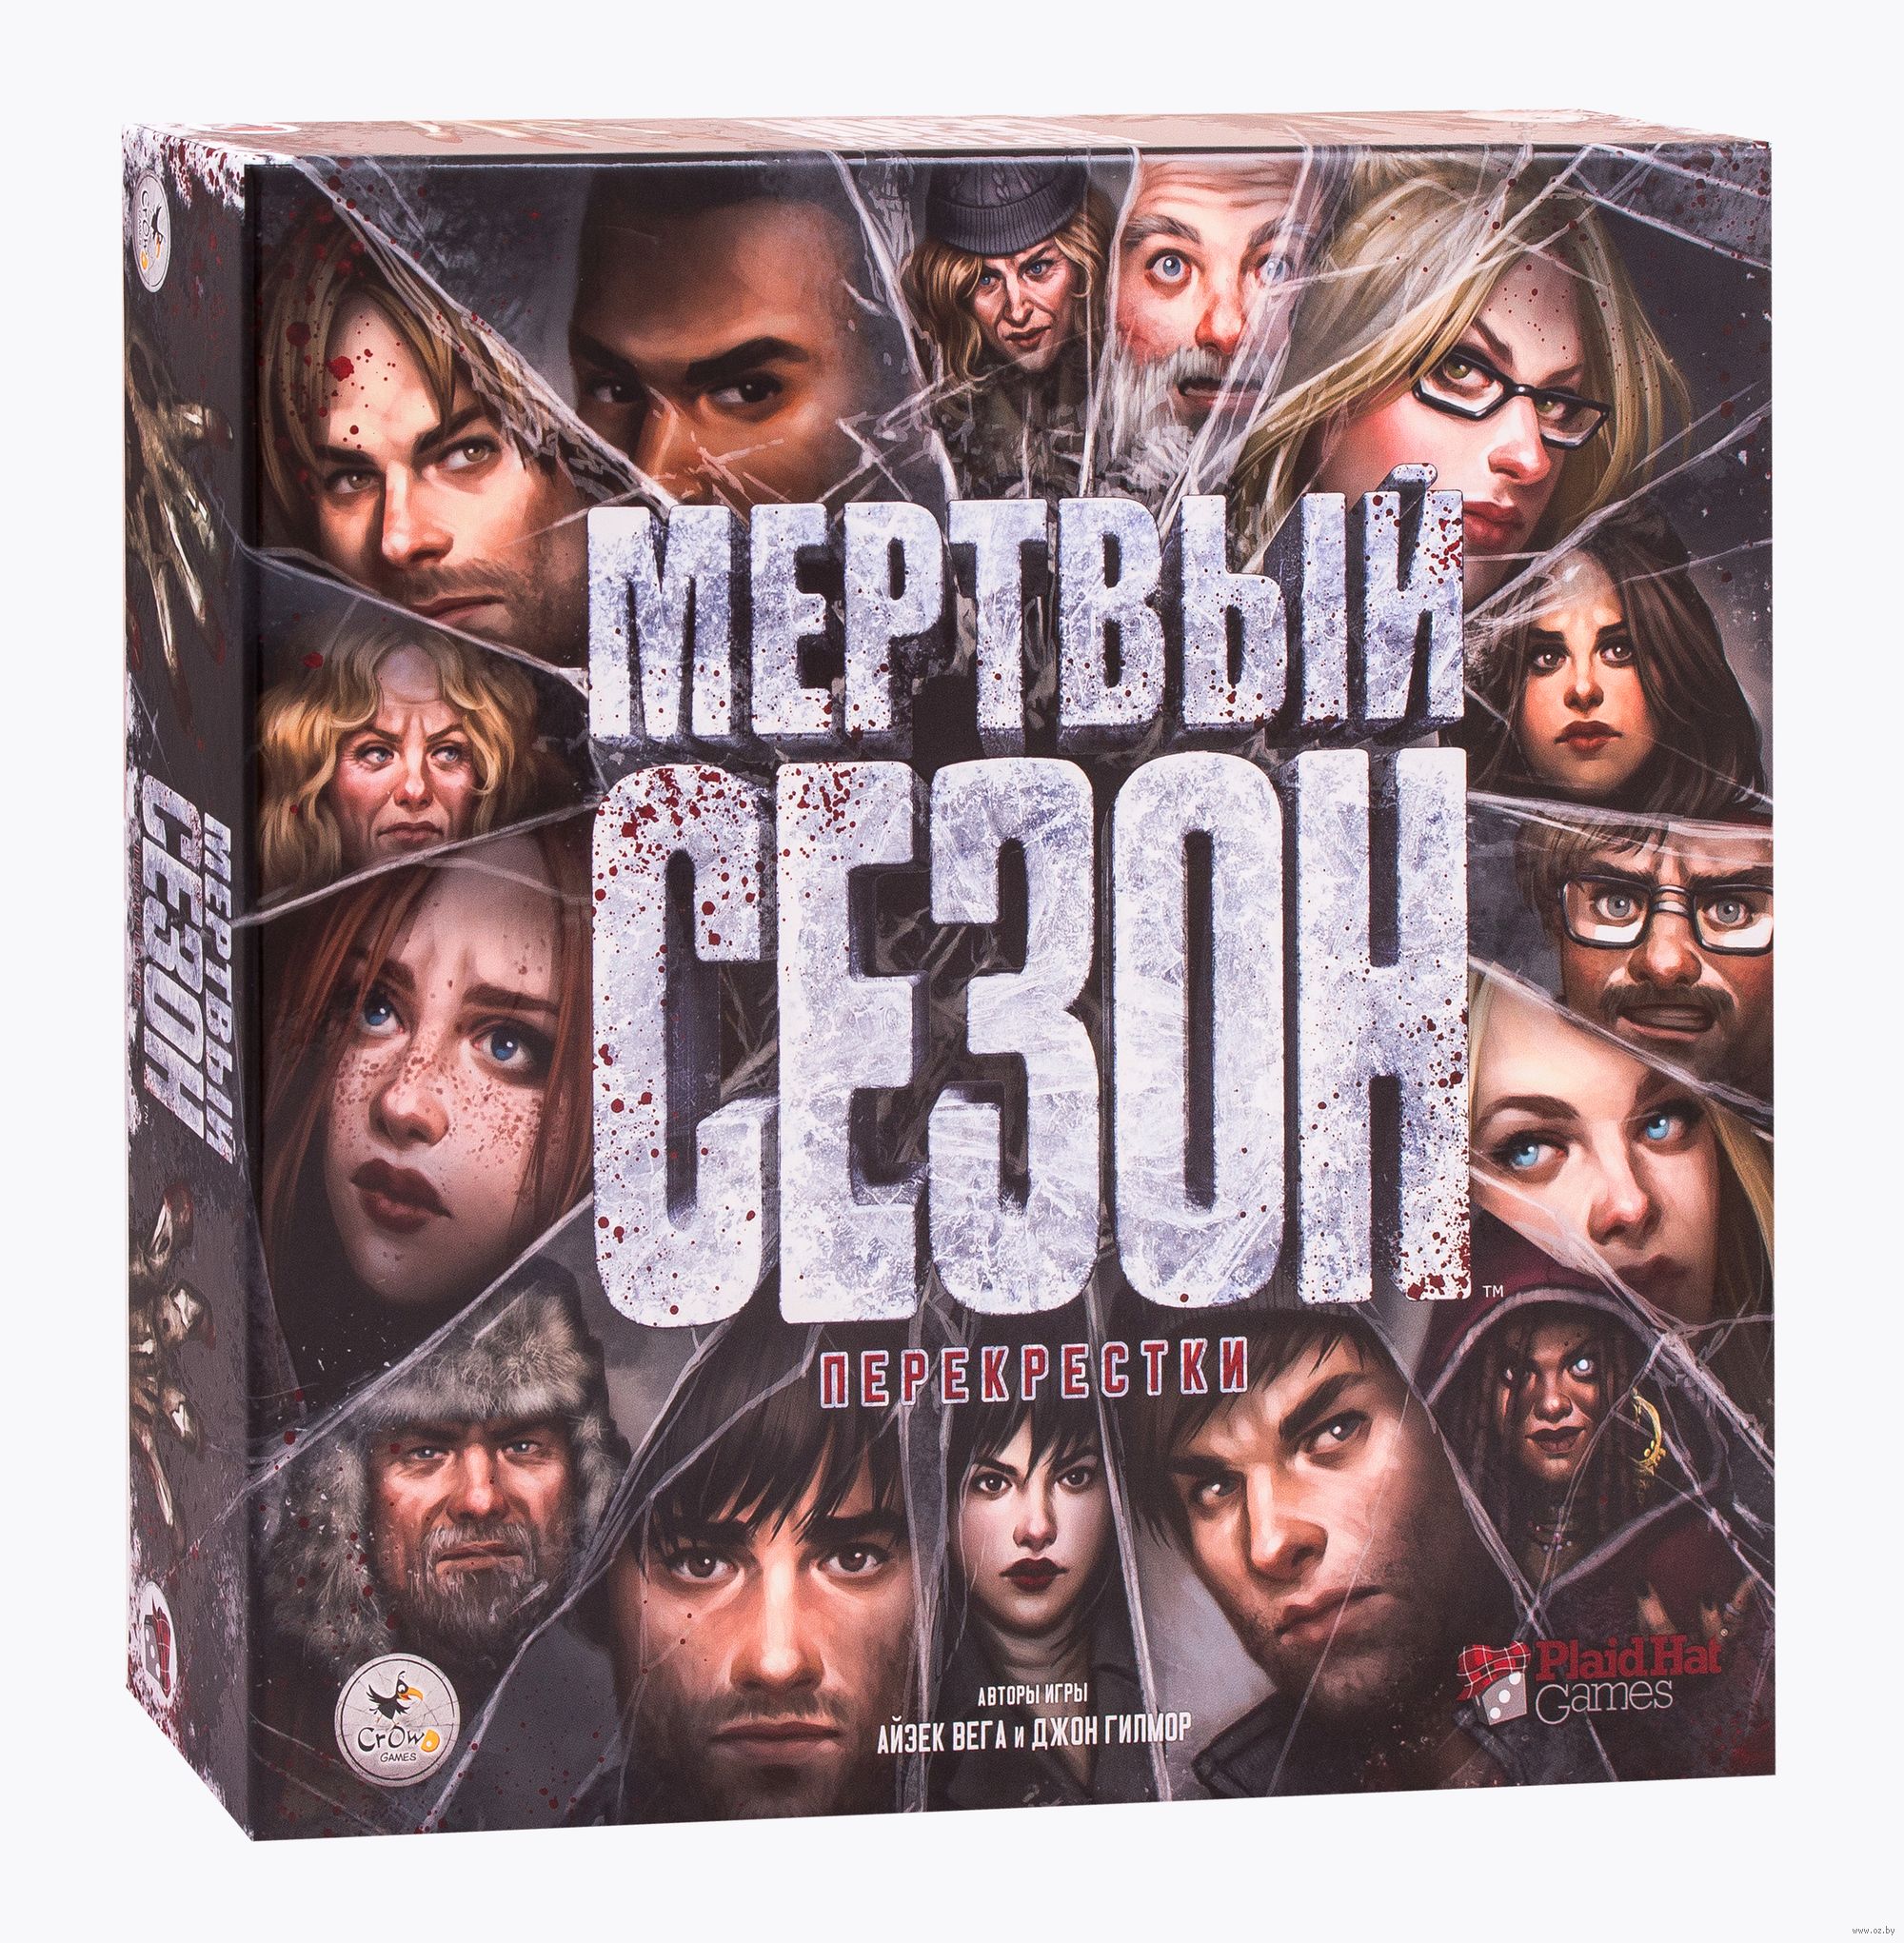 МЕРТВЫЙ
СЕЗОН
™
ПЕРЕКРЕСТКИ
АВТОРЫ ИГРЫ
АЙЗЕК ВЕГА и ДЖОН ГИЛМОР
CrOwD
GAMES
Plaid Hat
Games
МЕРТВЫЙ
СЕЗОН
www.oz.by